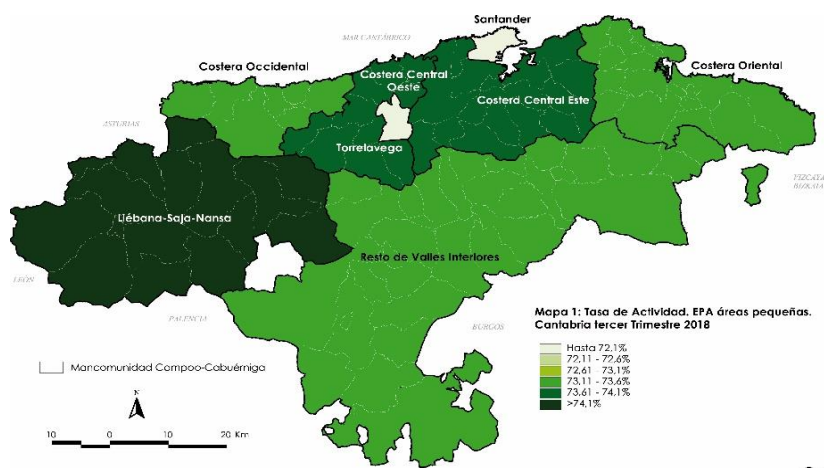 Santander
MAR CANTÁBRICO
Costera Occidental
Costera Central
Oeste
Costera Oriental
Costera Central Este
ASTURIAS
Torrelavega
VIZCAYA
BIZKAIA
Liébana-Saja-Nansa
Resto de Valles Interiores
LEÓN
PALENCIA
BURGOS
Mapa 1: Tasa de Actividad. EPA áreas pequeñas.
Cantabria tercer Trimestre 2018
Hasta 72,1%
72,11 - 72,6%
72,61 - 73,1%
73,11 - 73,6%
73,61 - 74,1%
>74,1%
Mancomunidad Campoo-Cabuérniga
N
10 0 10 20 Km